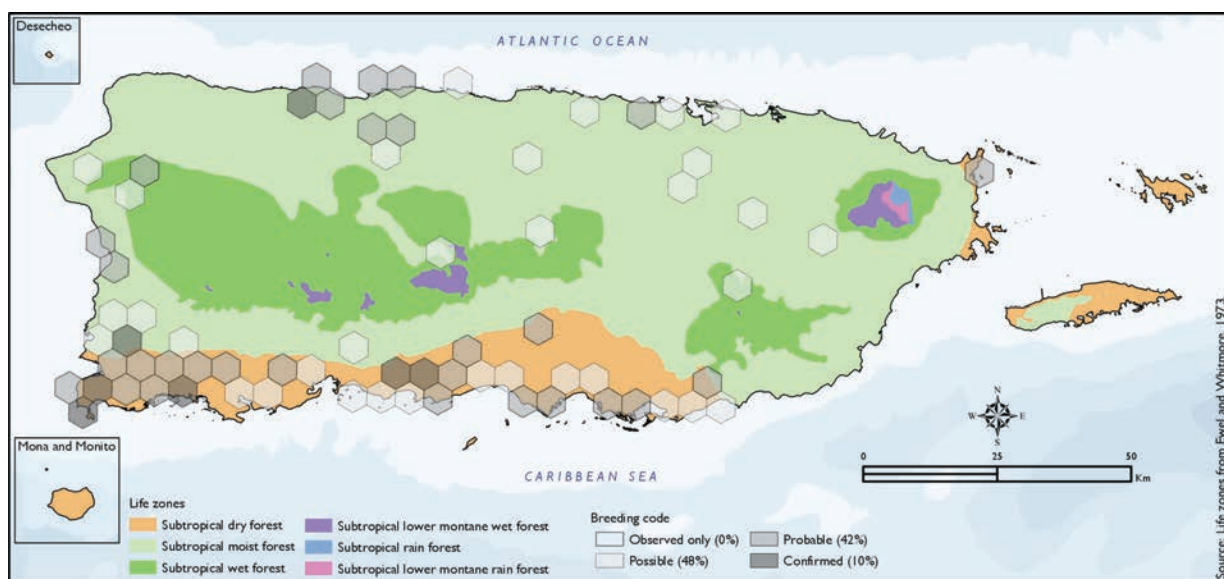 Desecheo
ATLANTIC OCEAN
Mona and Monito
CARIBBEAN SEA
N
W
E
S
0
25
50
Km
Life zones
Subtropical dry forest
Subtropical moist forest
Subtropical wet forest
Subtropical lower montane wet forest
Subtropical rain forest
Subtropical lower montane rain forest
Breeding code
Observed only (0%)
Possible (48%)
Probable (42%)
Confirmed (10%)
Source: Life zones from Ewel and Whitmore 1973